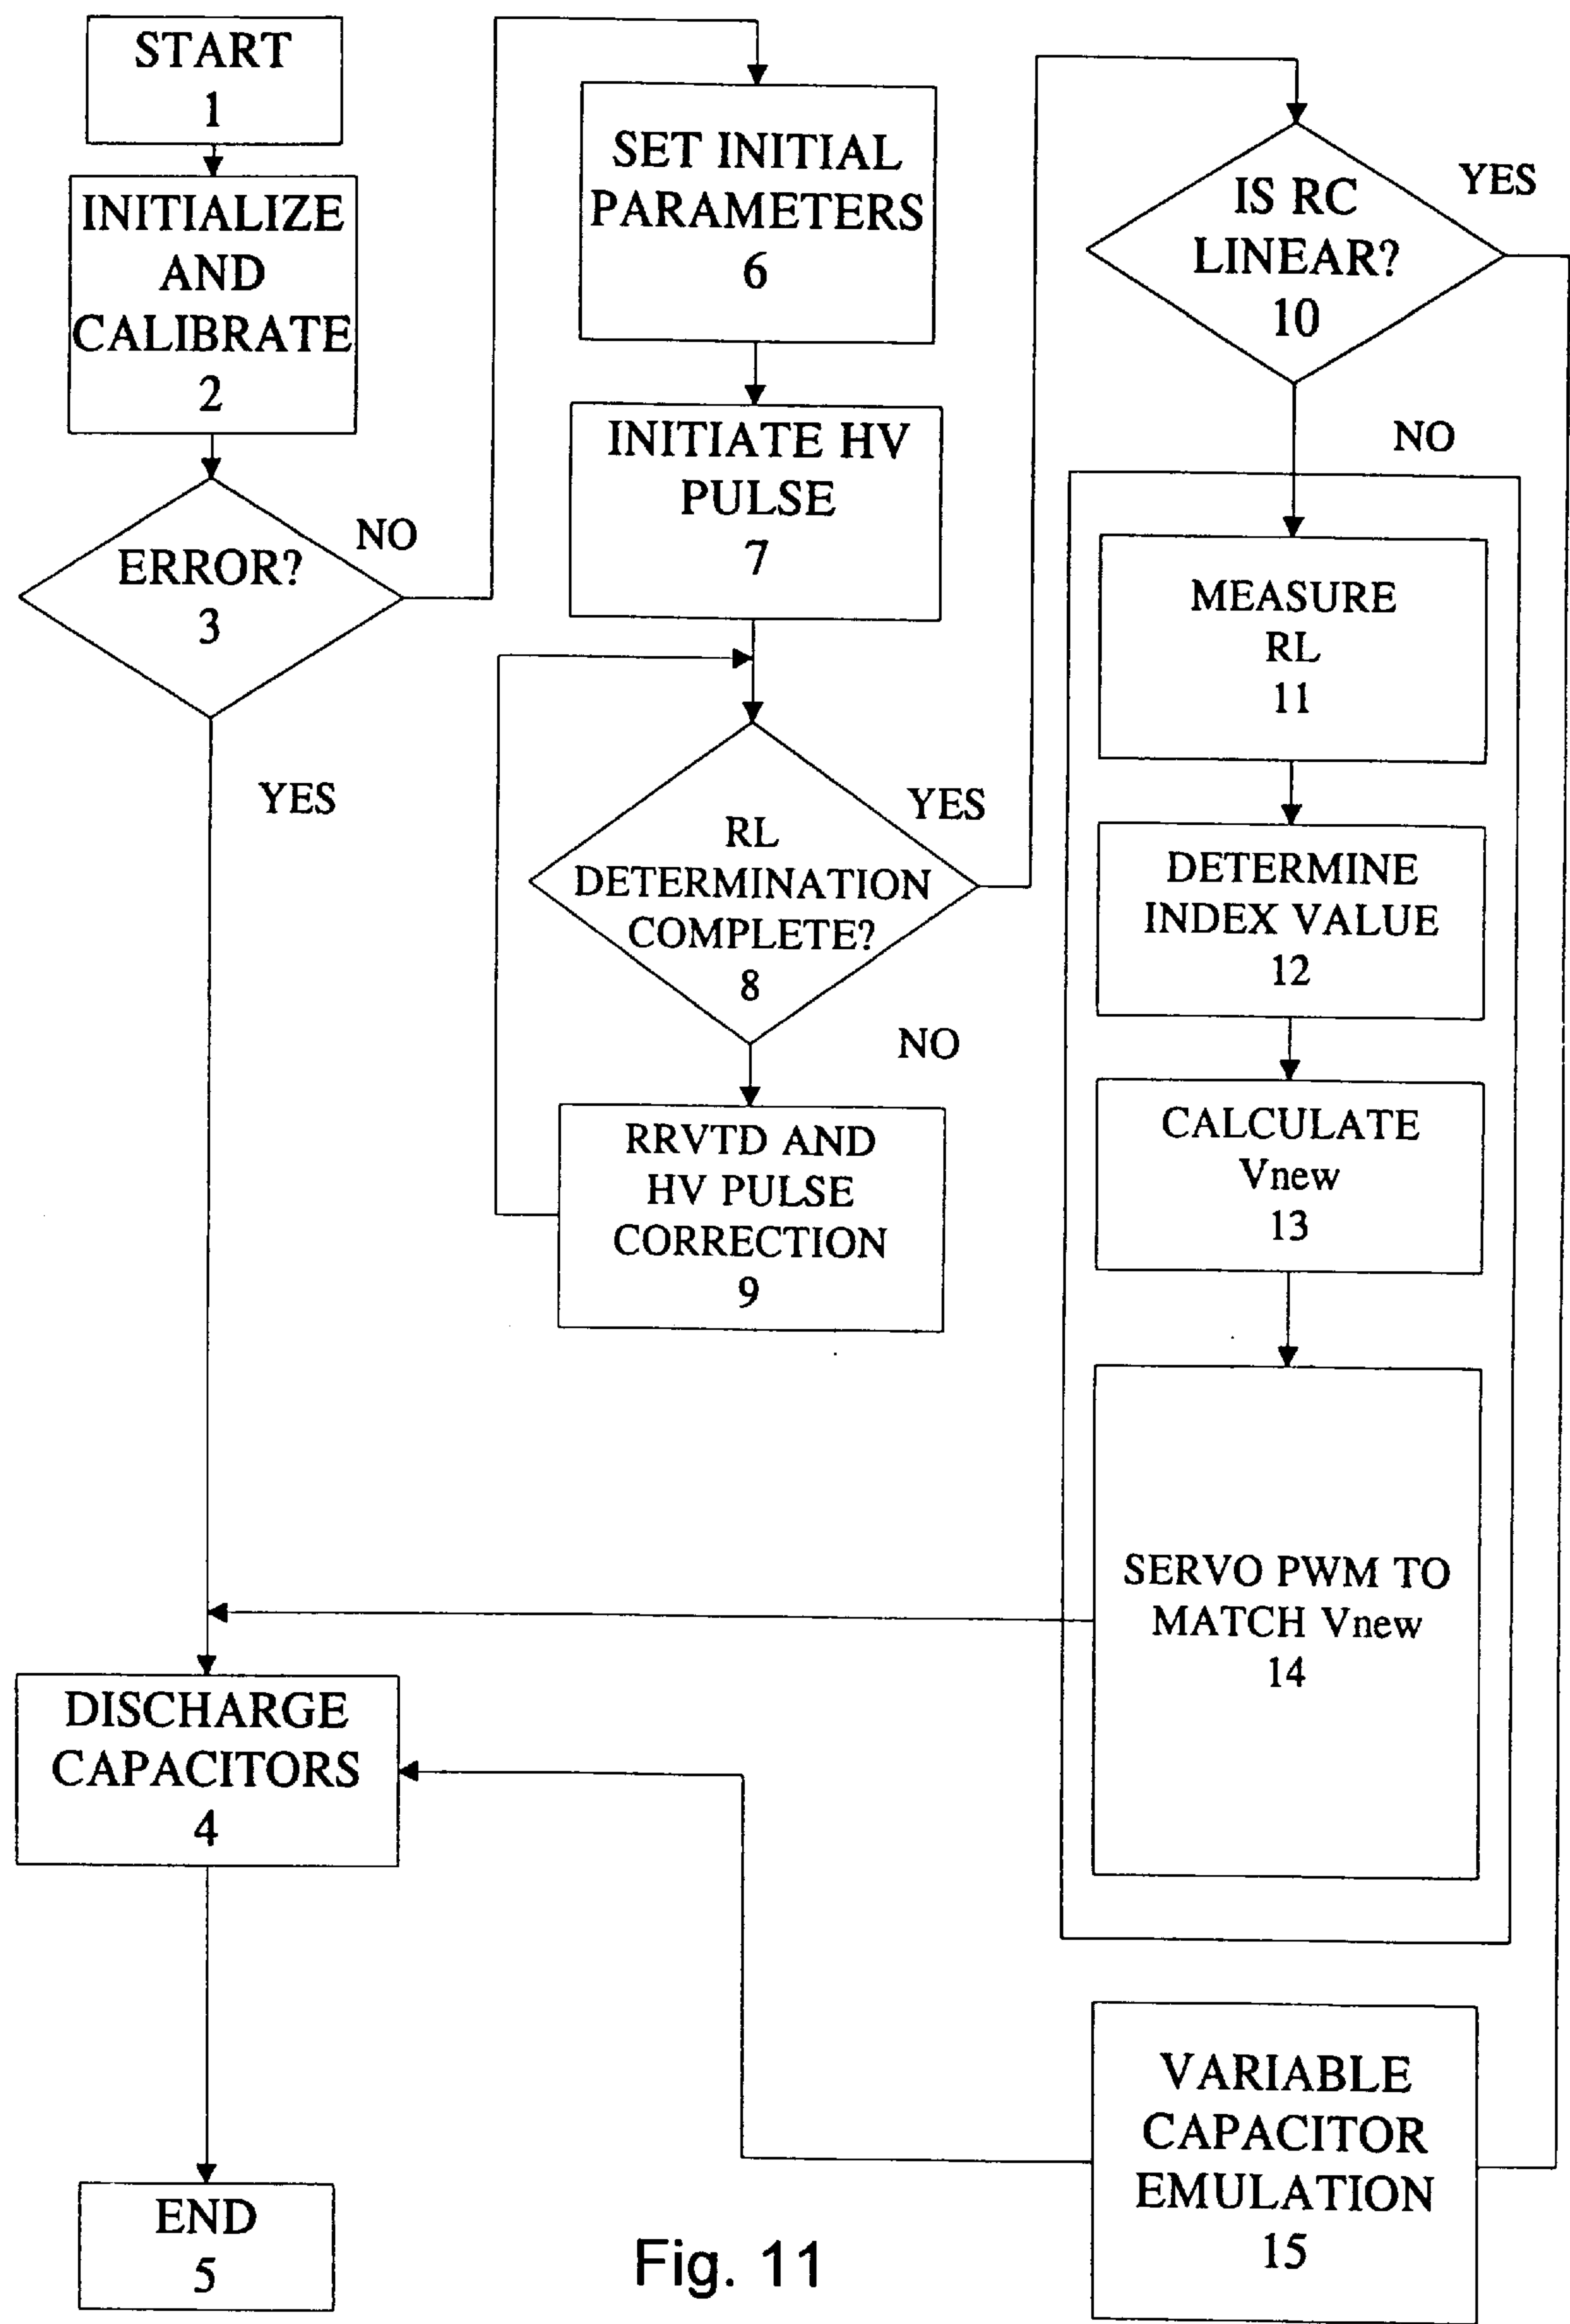 START
1
INITIALIZE
AND
CALIBRATE
2
ERROR?
3
NO
YES
DISCHARGE
CAPACITORS
4
END
5
SET INITIAL
PARAMETERS
6
INITIATE HV
PULSE
7
RL
DETERMINATION
COMPLETE?
8
YES
NO
RRVTD AND
HV PULSE
CORRECTION
9
IS RC
LINEAR?
10
YES
NO
MEASURE
RL
11
DETERMINE
INDEX VALUE
12
CALCULATE
Vnew
13
SERVO PWM TO
MATCH Vnew
14
VARIABLE
CAPACITOR
EMULATION
15
Fig. 11